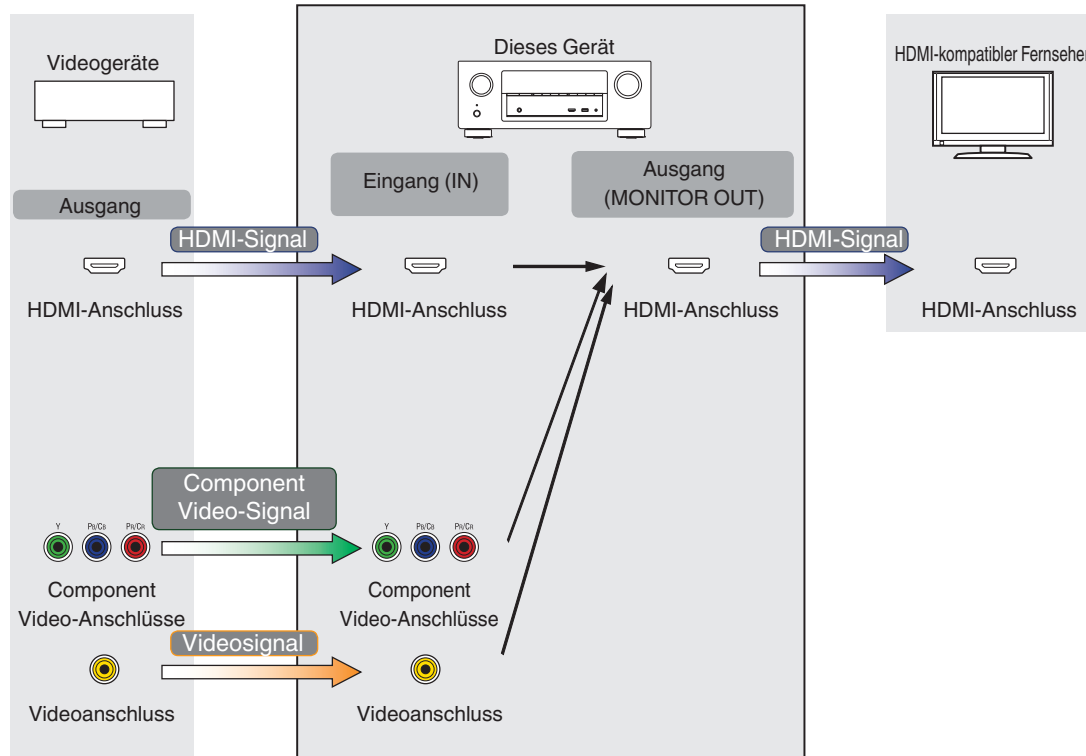 Videogeräte
Dieses Gerät
HDMI-kompatibler Fernseher
Ausgang
Eingang (IN)
Ausgang
(MONITOR OUT)
HDMI-Signal
HDMI-Signal
HDMI-Anschluss
HDMI-Anschluss
HDMI-Anschluss
HDMI-Anschluss
Component
Video-Signal
Y PB/CB PR/CR
Y PB/CB PR/CR
Component
Video-Anschlüsse
Component
Video-Anschlüsse
Videosignal
Videoanschluss
Videoanschluss